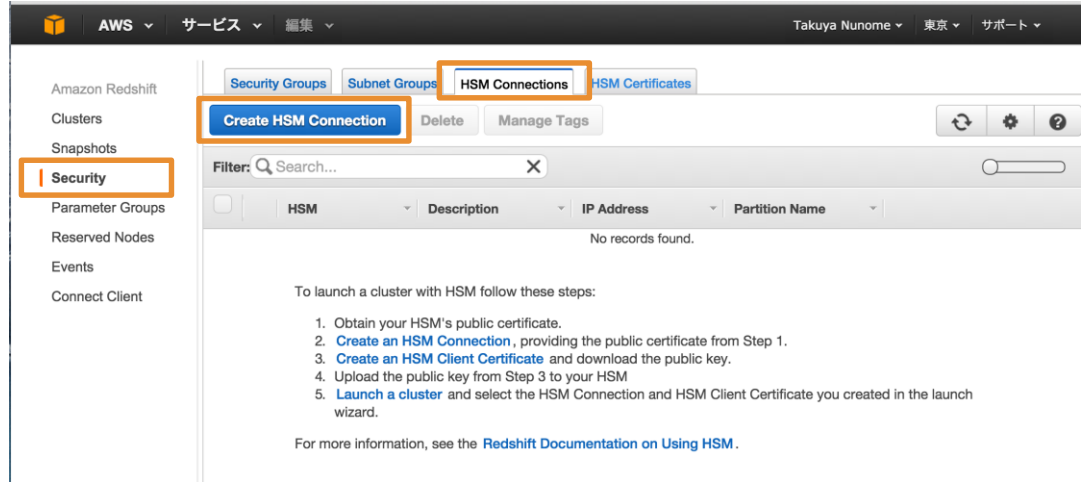 AWS サービス 編集 Takuya Nunome 東京 サポート
Amazon Redshift
Clusters
Snapshots
Security
Parameter Groups
Reserved Nodes
Events
Connect Client
Security Groups Subnet Groups HSM Connections HSM Certificates
Create HSM Connection Delete Manage Tags
Filter: Search...
HSM Description IP Address Partition Name
No records found.
To launch a cluster with HSM follow these steps:
1. Obtain your HSM's public certificate.
2. Create an HSM Connection, providing the public certificate from Step 1.
3. Create an HSM Client Certificate and download the public key.
4. Upload the public key from Step 3 to your HSM
5. Launch a cluster and select the HSM Connection and HSM Client Certificate you created in the launch
wizard.
For more information, see the Redshift Documentation on Using HSM.